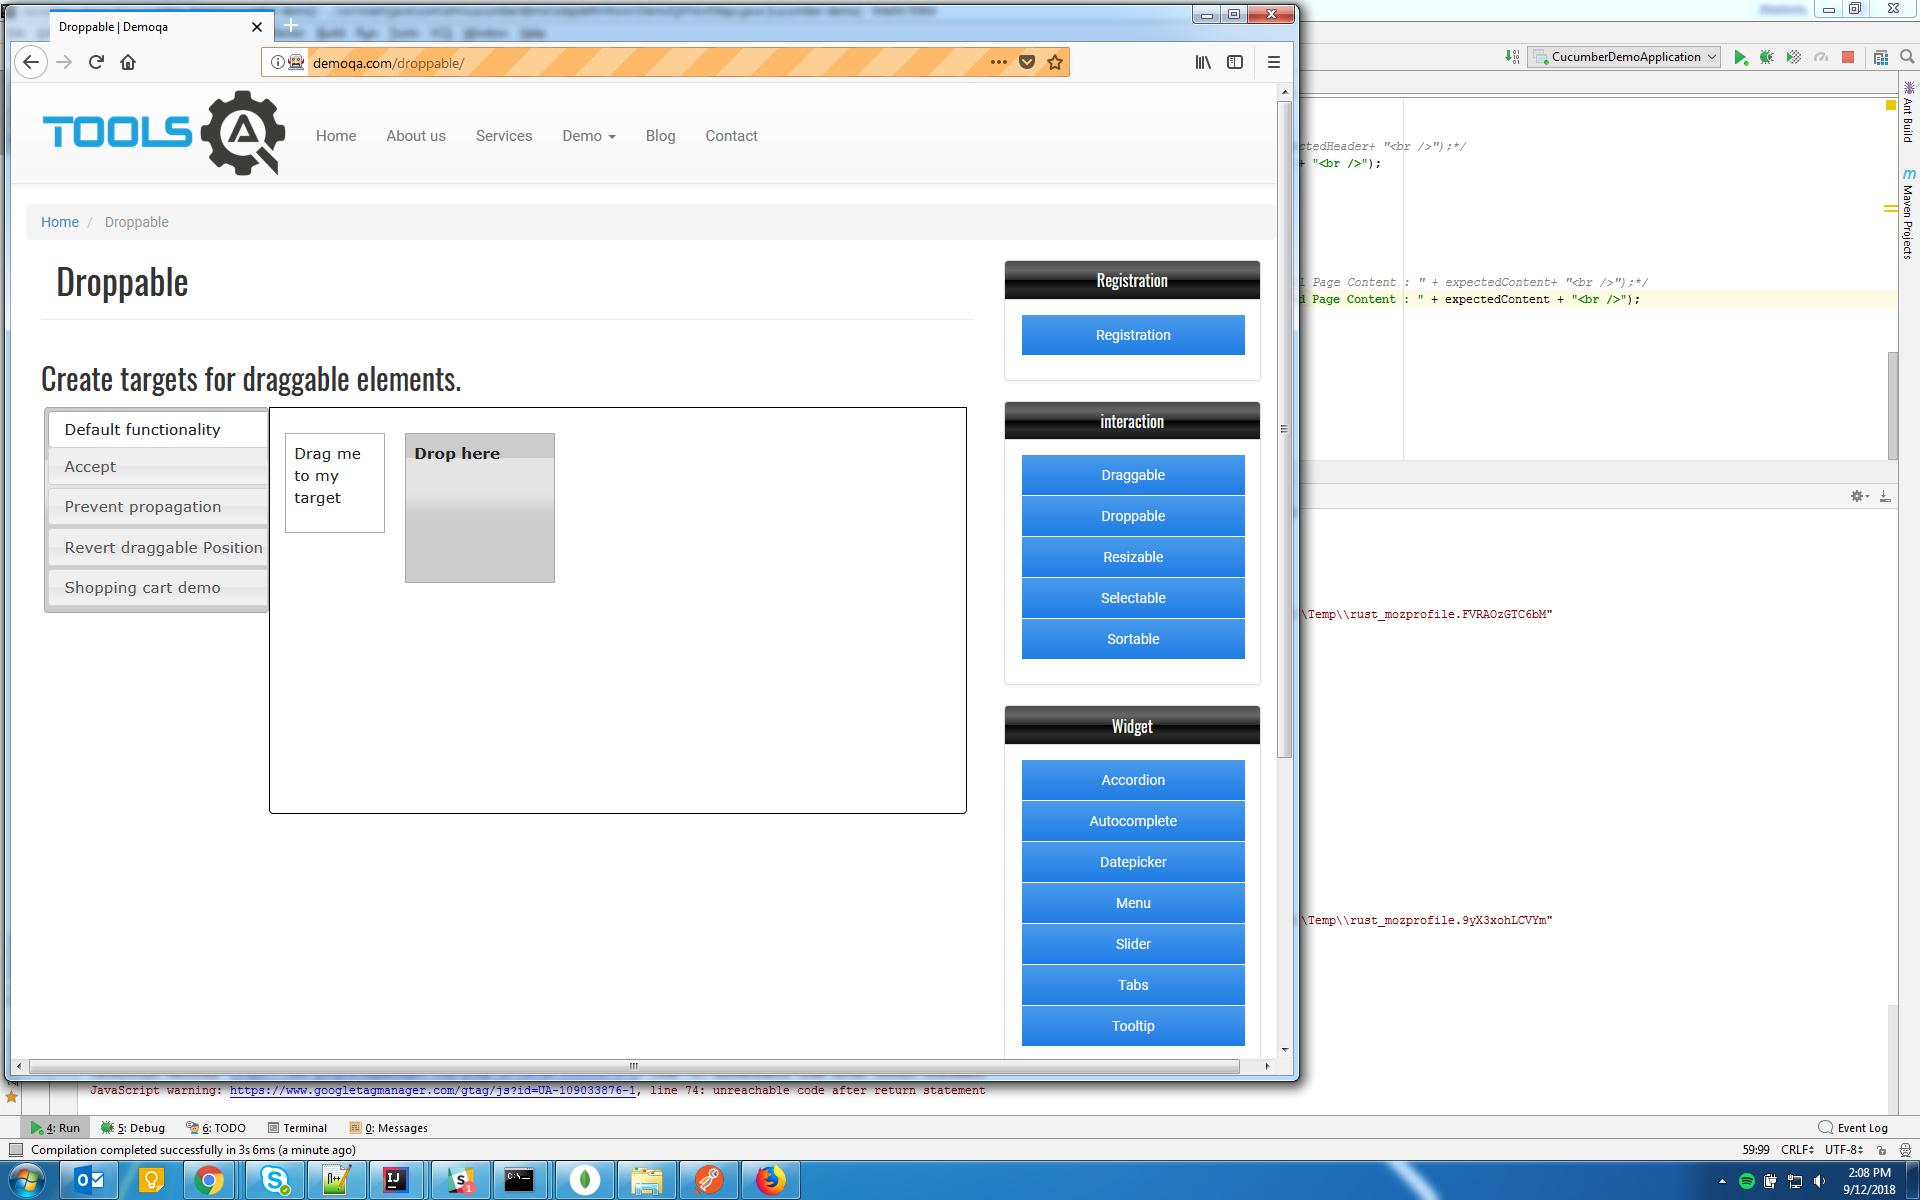 Droppable | Demoqa
demoqa.com/droppable/
CucumberDemoApplication
TOOLS QA
Home
About us
Services
Demo
Blog
Contact
Home / Droppable
Droppable
Create targets for draggable elements.
Default functionality
Accept
Prevent propagation
Revert draggable Position
Shopping cart demo
Drag me
to my
target
Drop here
Registration
Registration
interaction
Draggable
Droppable
Resizable
Selectable
Sortable
Widget
Accordion
Autocomplete
Datepicker
Menu
Slider
Tabs
Tooltip
ctedHeader+ "<br />");*/
+ "<br />");
l Page Content : " + expectedContent+ "<br />");*/
d Page Content : " + expectedContent + "<br />");
\Temp\\rust_mozprofile.FVRAOzGTC6bM"
\Temp\\rust_mozprofile.9yX3xohLCVYm"
Ant Build
m Maven Projects
JavaScript warning: https://www.googletagmanager.com/gtag/js?id=UA-109033876-1, line 74: unreachable code after return statement
4: Run
5: Debug
6: TODO
Terminal
0: Messages
Event Log
Compilation completed successfully in 3s 6ms (a minute ago)
59:99
CRLF
UTF-8
2:08 PM
9/12/2018